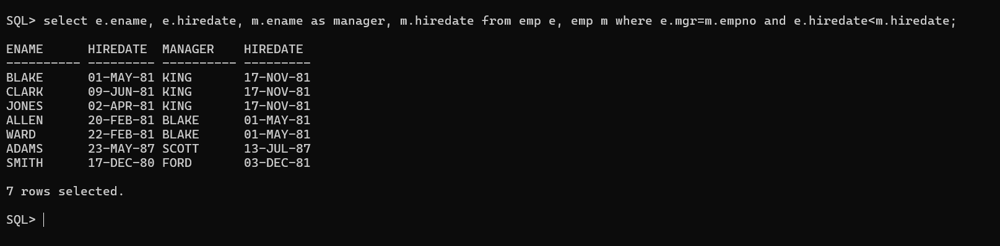 SQL> select e.ename, e.hiredate, m.ename as manager, m.hiredate from emp e, emp m where e.mgr=m.empno and e.hiredate<m.hiredate;
ENAME      HIREDATE  MANAGER    HIREDATE
---------- --------- ---------- ---------
BLAKE      01-MAY-81 KING       17-NOV-81
CLARK      09-JUN-81 KING       17-NOV-81
JONES      02-APR-81 KING       17-NOV-81
ALLEN      20-FEB-81 BLAKE      01-MAY-81
WARD       22-FEB-81 BLAKE      01-MAY-81
ADAMS      23-MAY-87 SCOTT      13-JUL-87
SMITH      17-DEC-80 FORD       03-DEC-81
7 rows selected.
SQL>